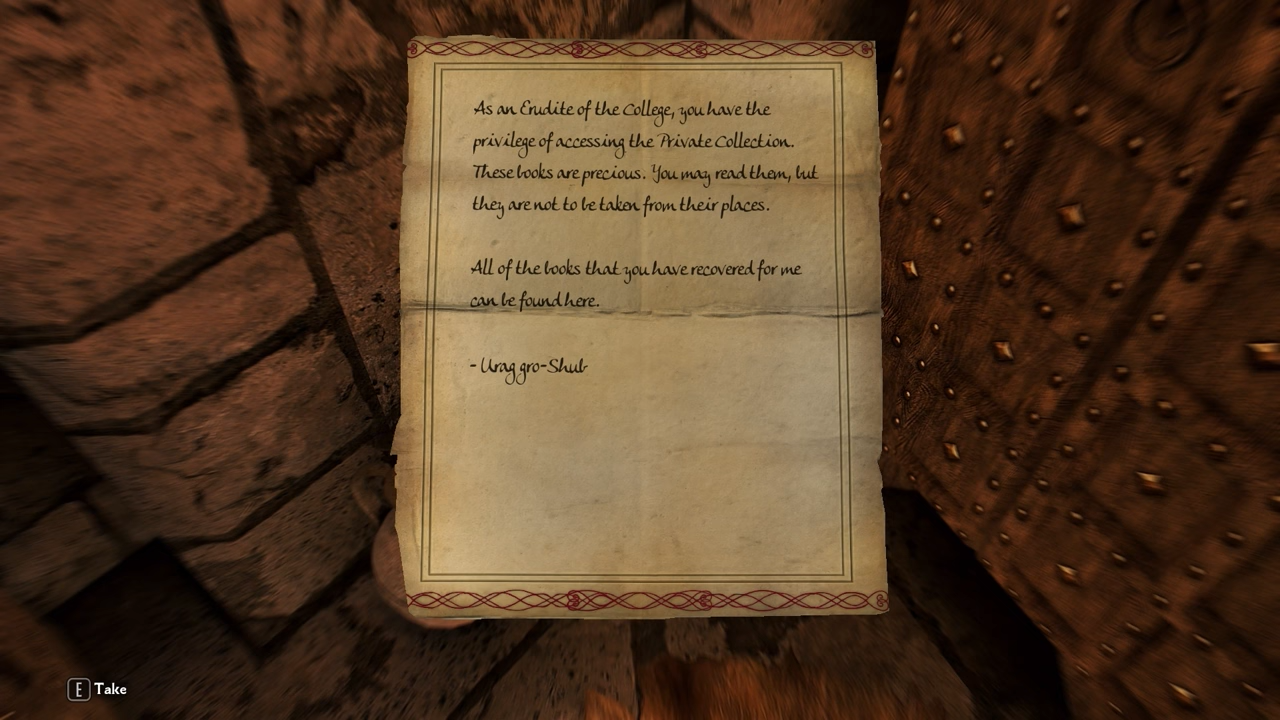 As an Erudite of the College, you have the
privilege of accessing the Private Collection.
These books are precious. You may read them, but
they are not to be taken from their places.
All of the books that you have recovered for me
can be found here.
- Urag gro-Shub
E Take